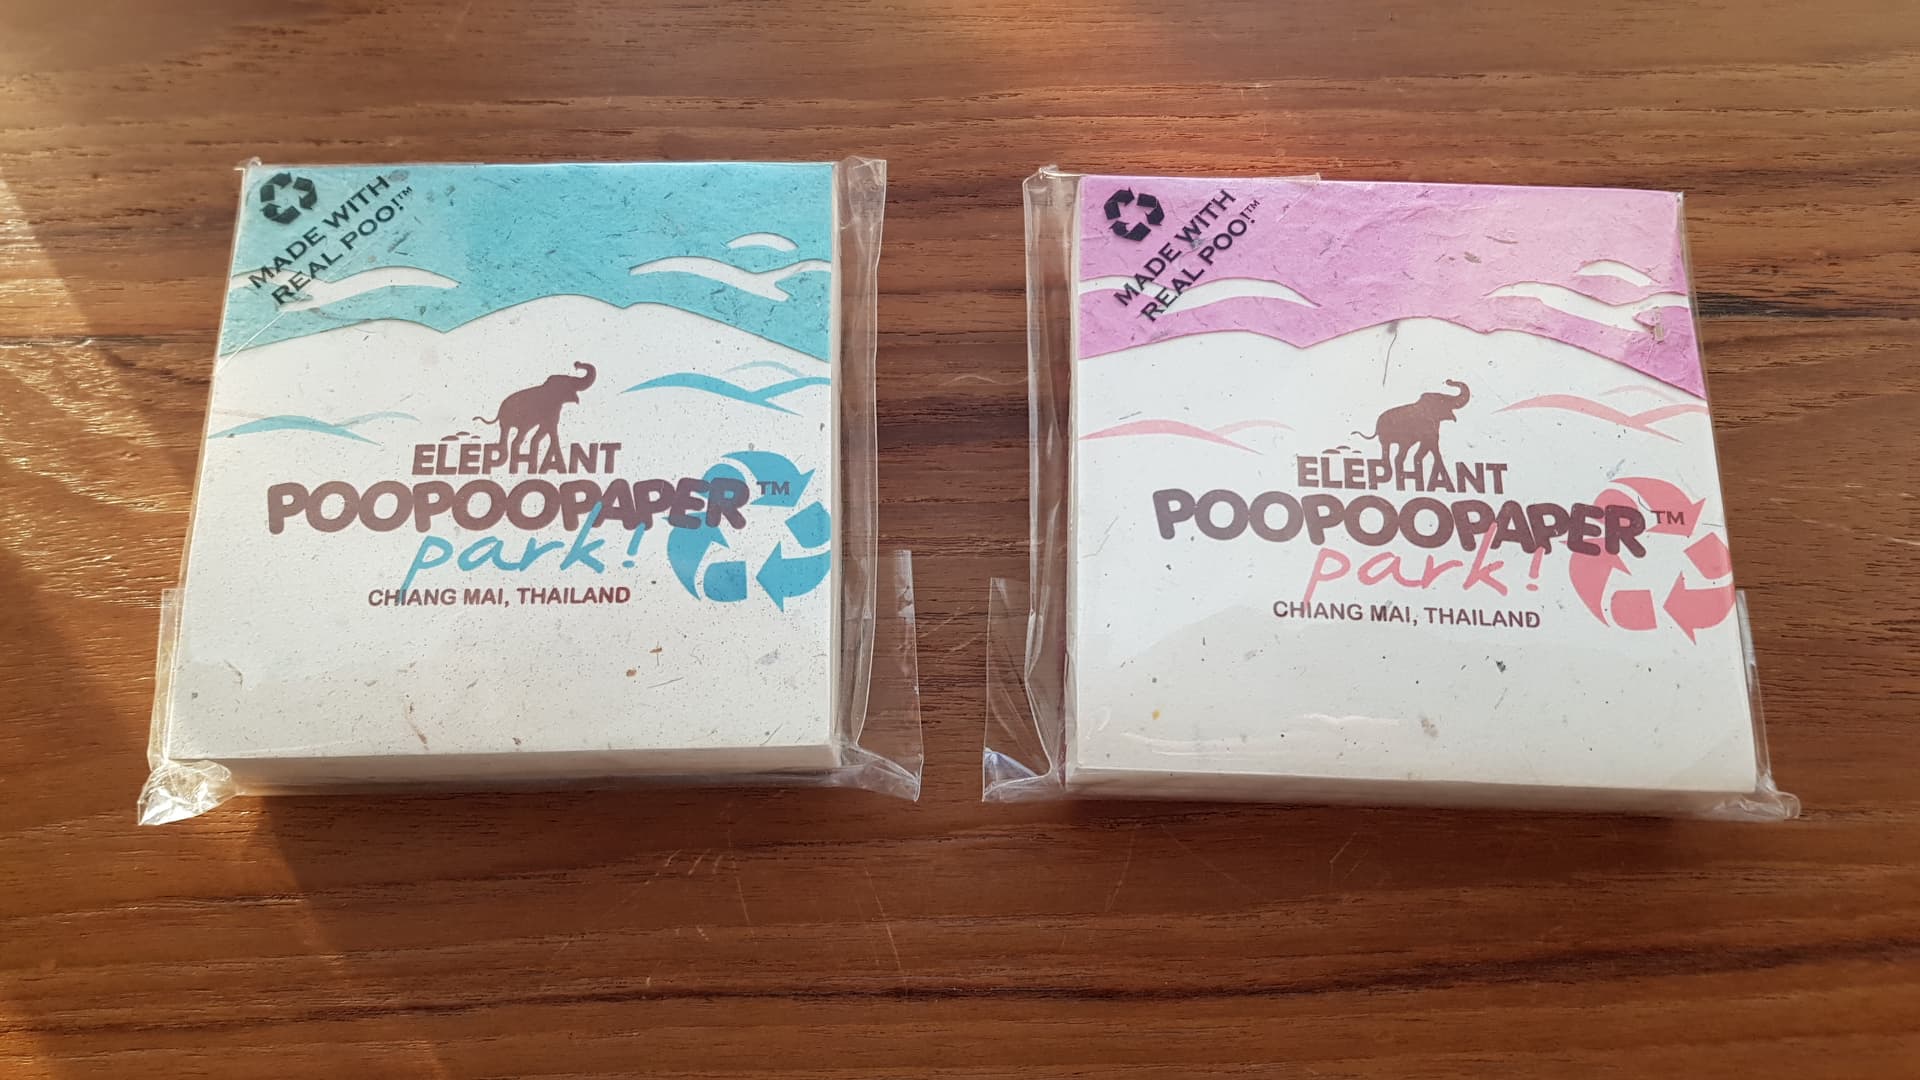 MADE WITH
REAL POO!™
ELEPHANT
POOPOOPAPER™
park!
CHIANG MAI, THAILAND
MADE WITH
REAL POO!™
ELEPHANT
POOPOOPAPER™
park!
CHIANG MAI, THAILAND